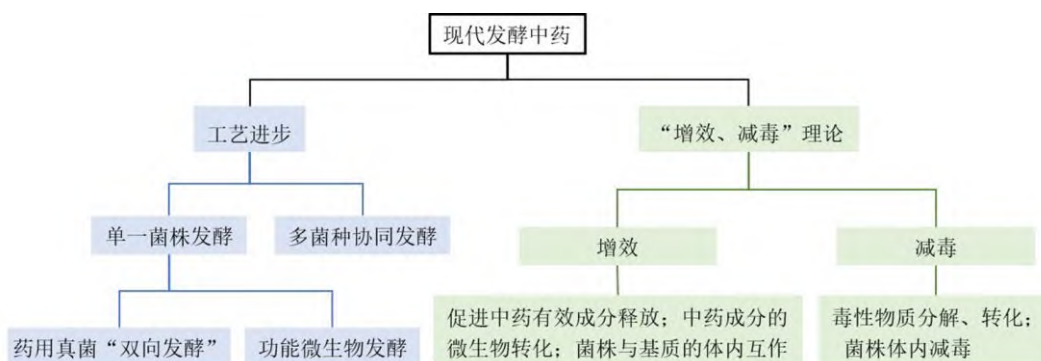 现代发酵中药
工艺进步
“增效、减毒”理论
单一菌株发酵
多菌种协同发酵
增效
减毒
药用真菌“双向发酵”
功能微生物发酵
促进中药有效成分释放；中药成分的
微生物转化；菌株与基质的体内互作
毒性物质分解、转化；
菌株体内减毒